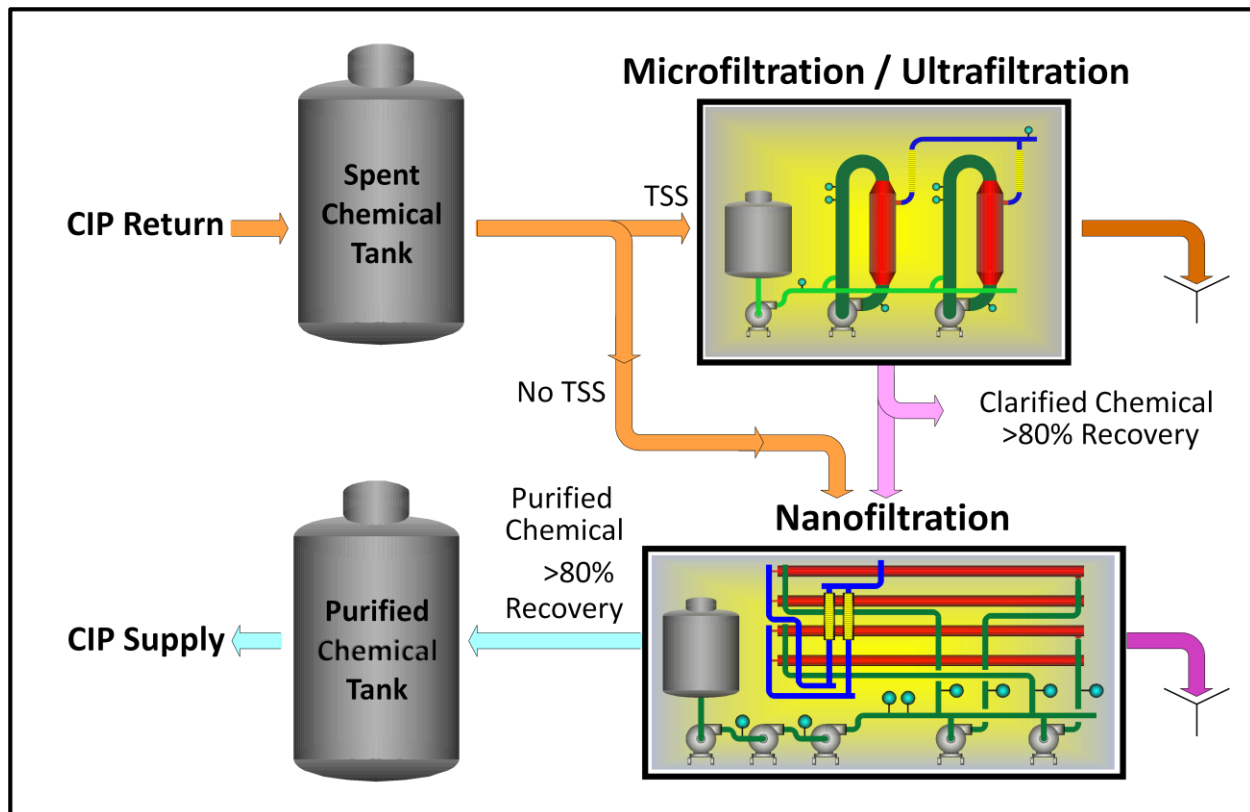 Microfiltration / Ultrafiltration
Spent
Chemical
Tank
TSS
CIP Return
No TSS
Clarified Chemical
>80% Recovery
Purified
Chemical
>80%
Recovery
Nanofiltration
Purified
Chemical
Tank
CIP Supply